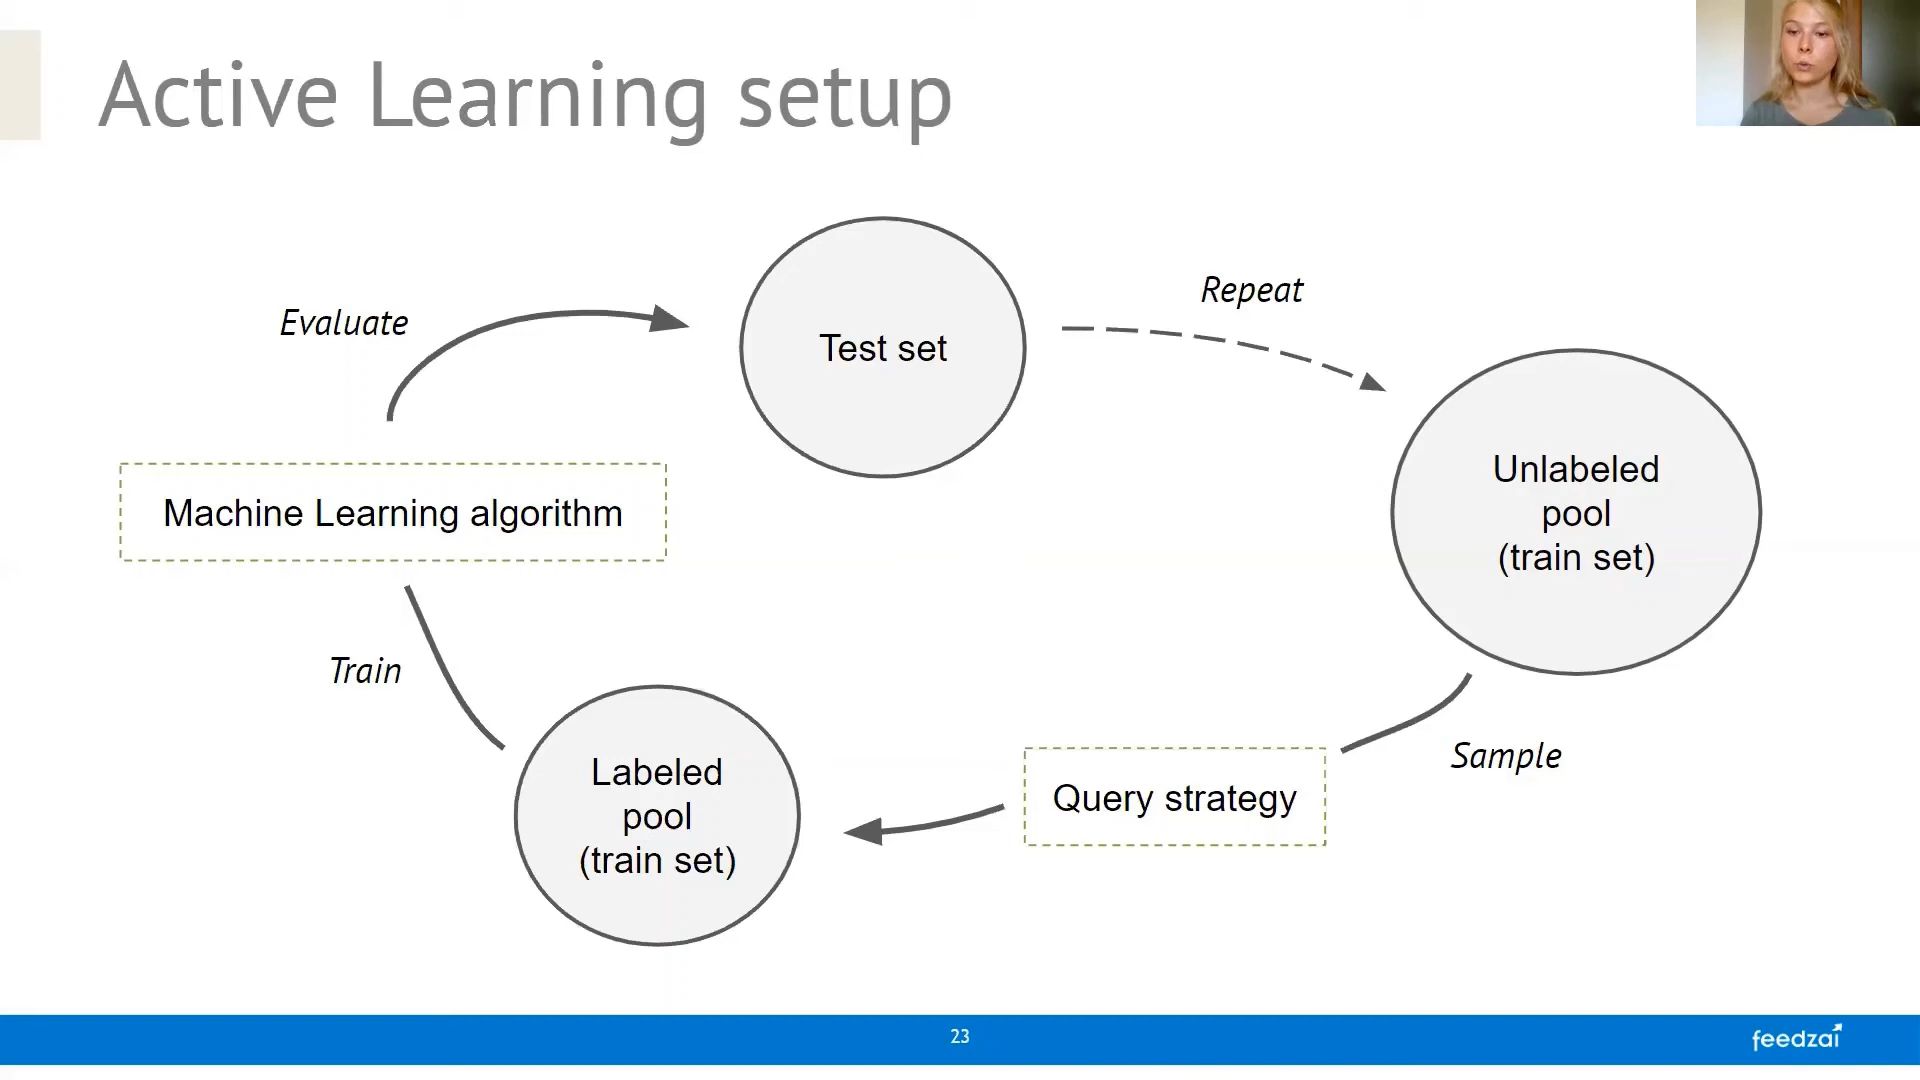 Active Learning setup
Evaluate
Test set
Repeat
Machine Learning algorithm
Unlabeled
pool
(train set)
Train
Sample
Labeled
pool
(train set)
Query strategy
23
feedzai